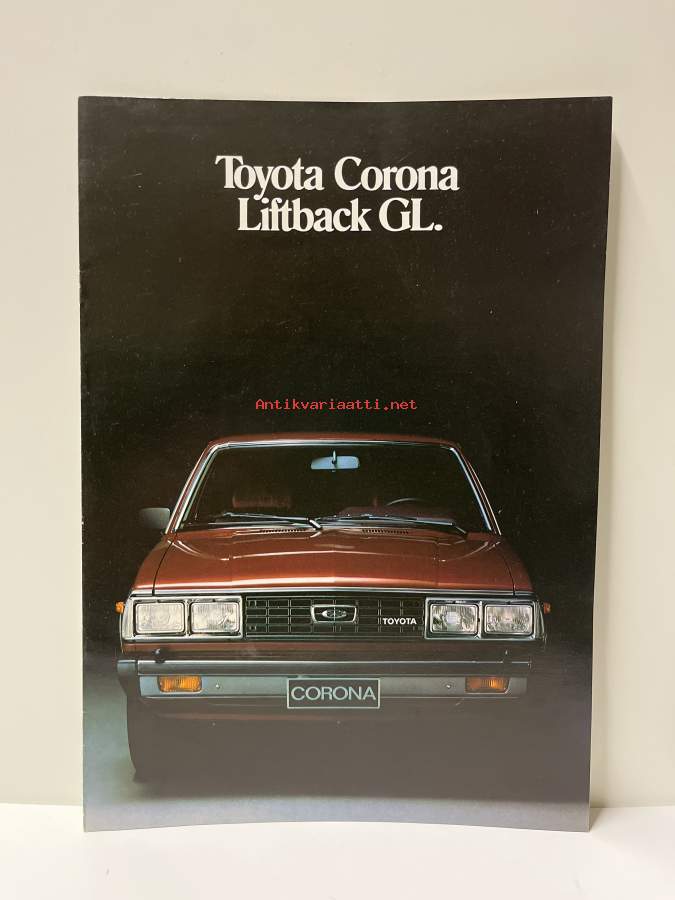 Toyota Corona
Liftback GL.
Antikvariaatti.net
TOYOTA
CORONA